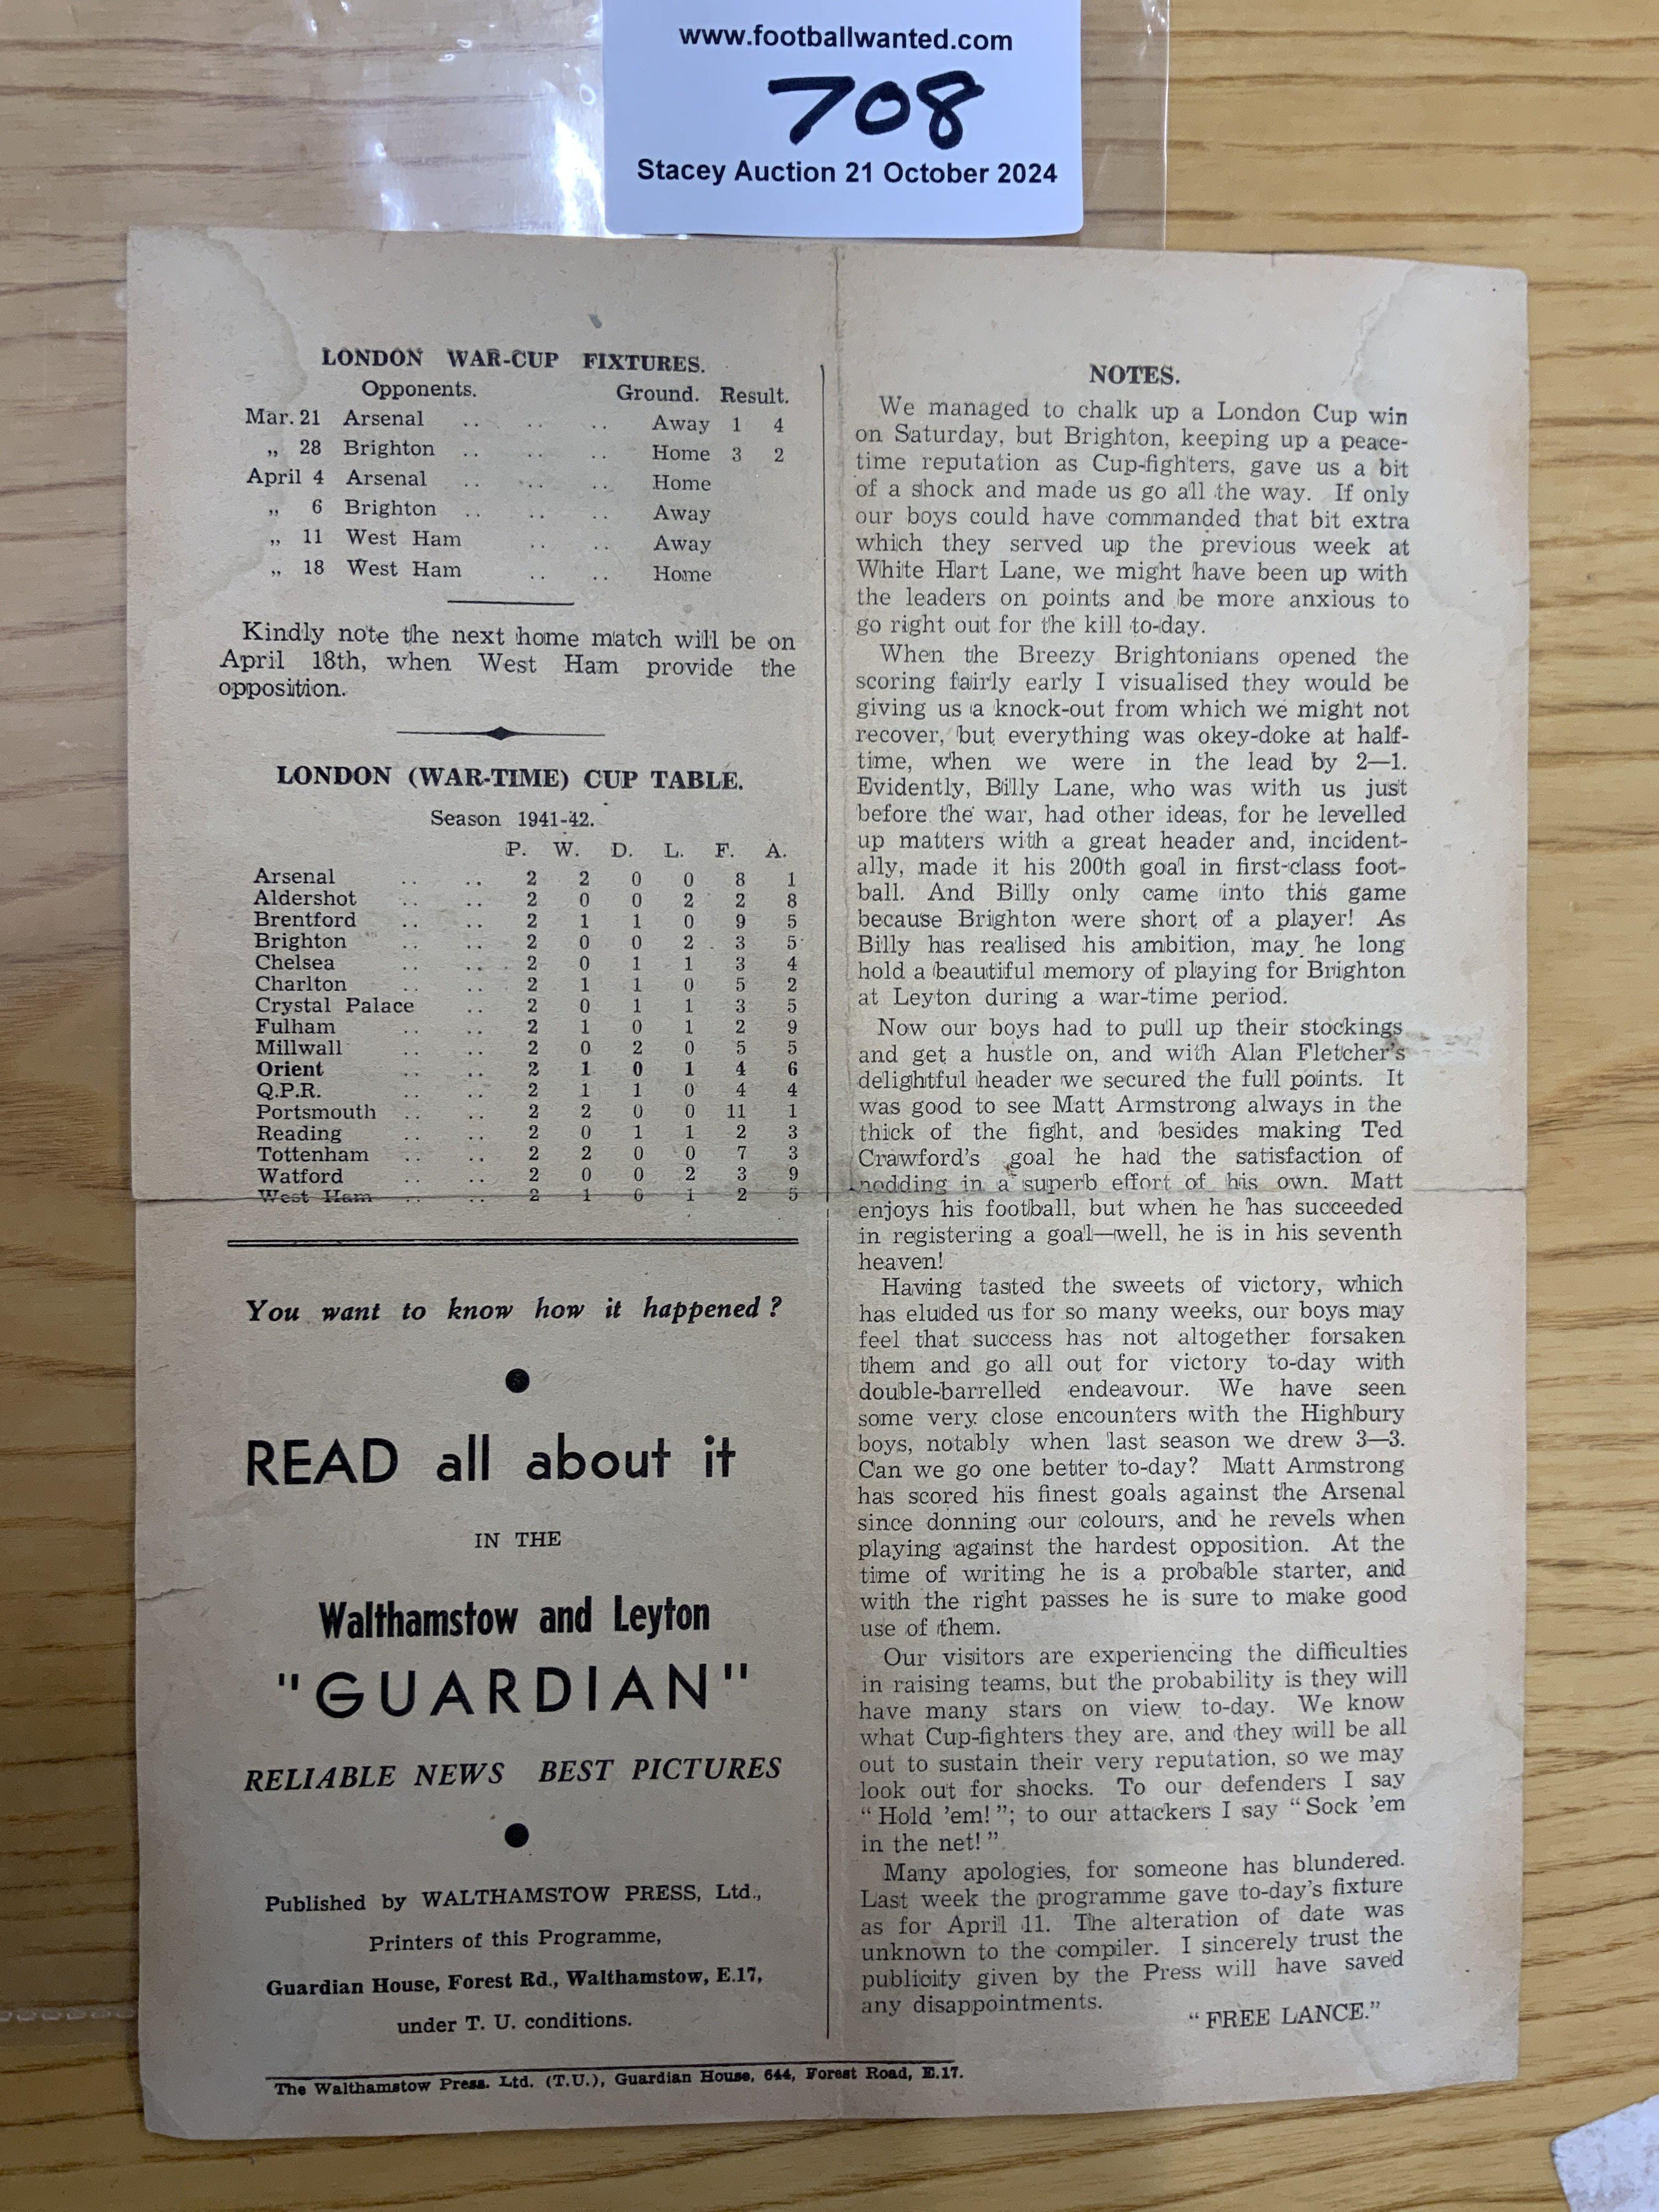 www.footballwanted.com
708
Stacey Auction 21 October 2024
LONDON WAR-CUP FIXTURES.
Opponents. Ground. Result.
Mar. 21 Arsenal .. .. .. Away 1 4
„ 28 Brighton .. .. .. Home 3 2
April 4 Arsenal .. .. .. Home
„ 6 Brighton .. .. .. Away
„ 11 West Ham .. .. Away
„ 18 West Ham .. .. Home
Kindly note the next home match will be on
April 18th, when West Ham provide the
opposition.
LONDON (WAR-TIME) CUP TABLE.
Season 1941-42.
P. W. D. L. F. A.
Arsenal .. .. 2 2 0 0 8 1
Aldershot .. .. 2 0 0 2 2 8
Brentford .. .. 2 1 1 0 9 5
Brighton .. .. 2 0 0 2 3 5
Chelsea .. .. 2 0 1 1 3 4
Charlton .. .. 2 1 1 0 5 2
Crystal Palace .. 2 0 1 1 3 5
Fulham .. .. 2 1 0 1 2 9
Millwall .. .. 2 0 2 0 5 5
Orient .. .. 2 1 0 1 4 6
Q.P.R. .. .. 2 1 1 0 4 4
Portsmouth .. .. 2 2 0 0 11 1
Reading .. .. 2 0 1 1 2 3
Tottenham .. .. 2 2 0 0 7 3
Watford .. .. 2 0 0 2 3 9
West Ham .. .. 2 1 0 1 2 5
You want to know how it happened ?
READ all about it
IN THE
Walthamstow and Leyton
"GUARDIAN"
RELIABLE NEWS BEST PICTURES
Published by WALTHAMSTOW PRESS, Ltd.,
Printers of this Programme,
Guardian House, Forest Rd., Walthamstow, E.17,
under T. U. conditions.
NOTES.
We managed to chalk up a London Cup win
on Saturday, but Brighton, keeping up a peace-
time reputation as Cup-fighters, gave us a bit
of a shock and made us go all the way. If only
our boys could have commanded that bit extra
which they served up the previous week at
White Hart Lane, we might have been up with
the leaders on points and be more anxious to
go right out for the kill to-day.
When the Breezy Brightonians opened the
scoring fairly early I visualised they would be
giving us a knock-out from which we might not
recover, but everything was okey-doke at half-
time, when we were in the lead by 2—1.
Evidently, Billy Lane, who was with us just
before the war, had other ideas, for he levelled
up matters with a great header and, incident-
ally, made it his 200th goal in first-class foot-
ball. And Billy only came into this game
because Brighton were short of a player! As
Billy has realised his ambition, may he long
hold a beautiful memory of playing for Brighton
at Leyton during a war-time period.
Now our boys had to pull up their stockings
and get a hustle on, and with Alan Fletcher's
delightful header we secured the full points. It
was good to see Matt Armstrong always in the
thick of the fight, and besides making Ted
Crawford's goal he had the satisfaction of
nodding in a superb effort of his own. Matt
enjoys his football, but when he has succeeded
in registering a goal—well, he is in his seventh
heaven!
Having tasted the sweets of victory, which
has eluded us for so many weeks, our boys may
feel that success has not altogether forsaken
them and go all out for victory to-day with
double-barrelled endeavour. We have seen
some very close encounters with the Highbury
boys, notably when last season we drew 3—3.
Can we go one better to-day? Matt Armstrong
has scored his finest goals against the Arsenal
since donning our colours, and he revels when
playing against the hardest opposition. At the
time of writing he is a probable starter, and
with the right passes he is sure to make good
use of them.
Our visitors are experiencing the difficulties
in raising teams, but the probability is they will
have many stars on view to-day. We know
what Cup-fighters they are, and they will be all
out to sustain their very reputation, so we may
look out for shocks. To our defenders I say
"Hold 'em!"; to our attackers I say "Sock 'em
in the net!"
Many apologies, for someone has blundered.
Last week the programme gave to-day's fixture
as for April 11. The alteration of date was
unknown to the compiler. I sincerely trust the
publicity given by the Press will have saved
any disappointments.
"FREE LANCE."
The Walthamstow Press. Ltd. (T.U.), Guardian House, 644, Forest Road, E.17.